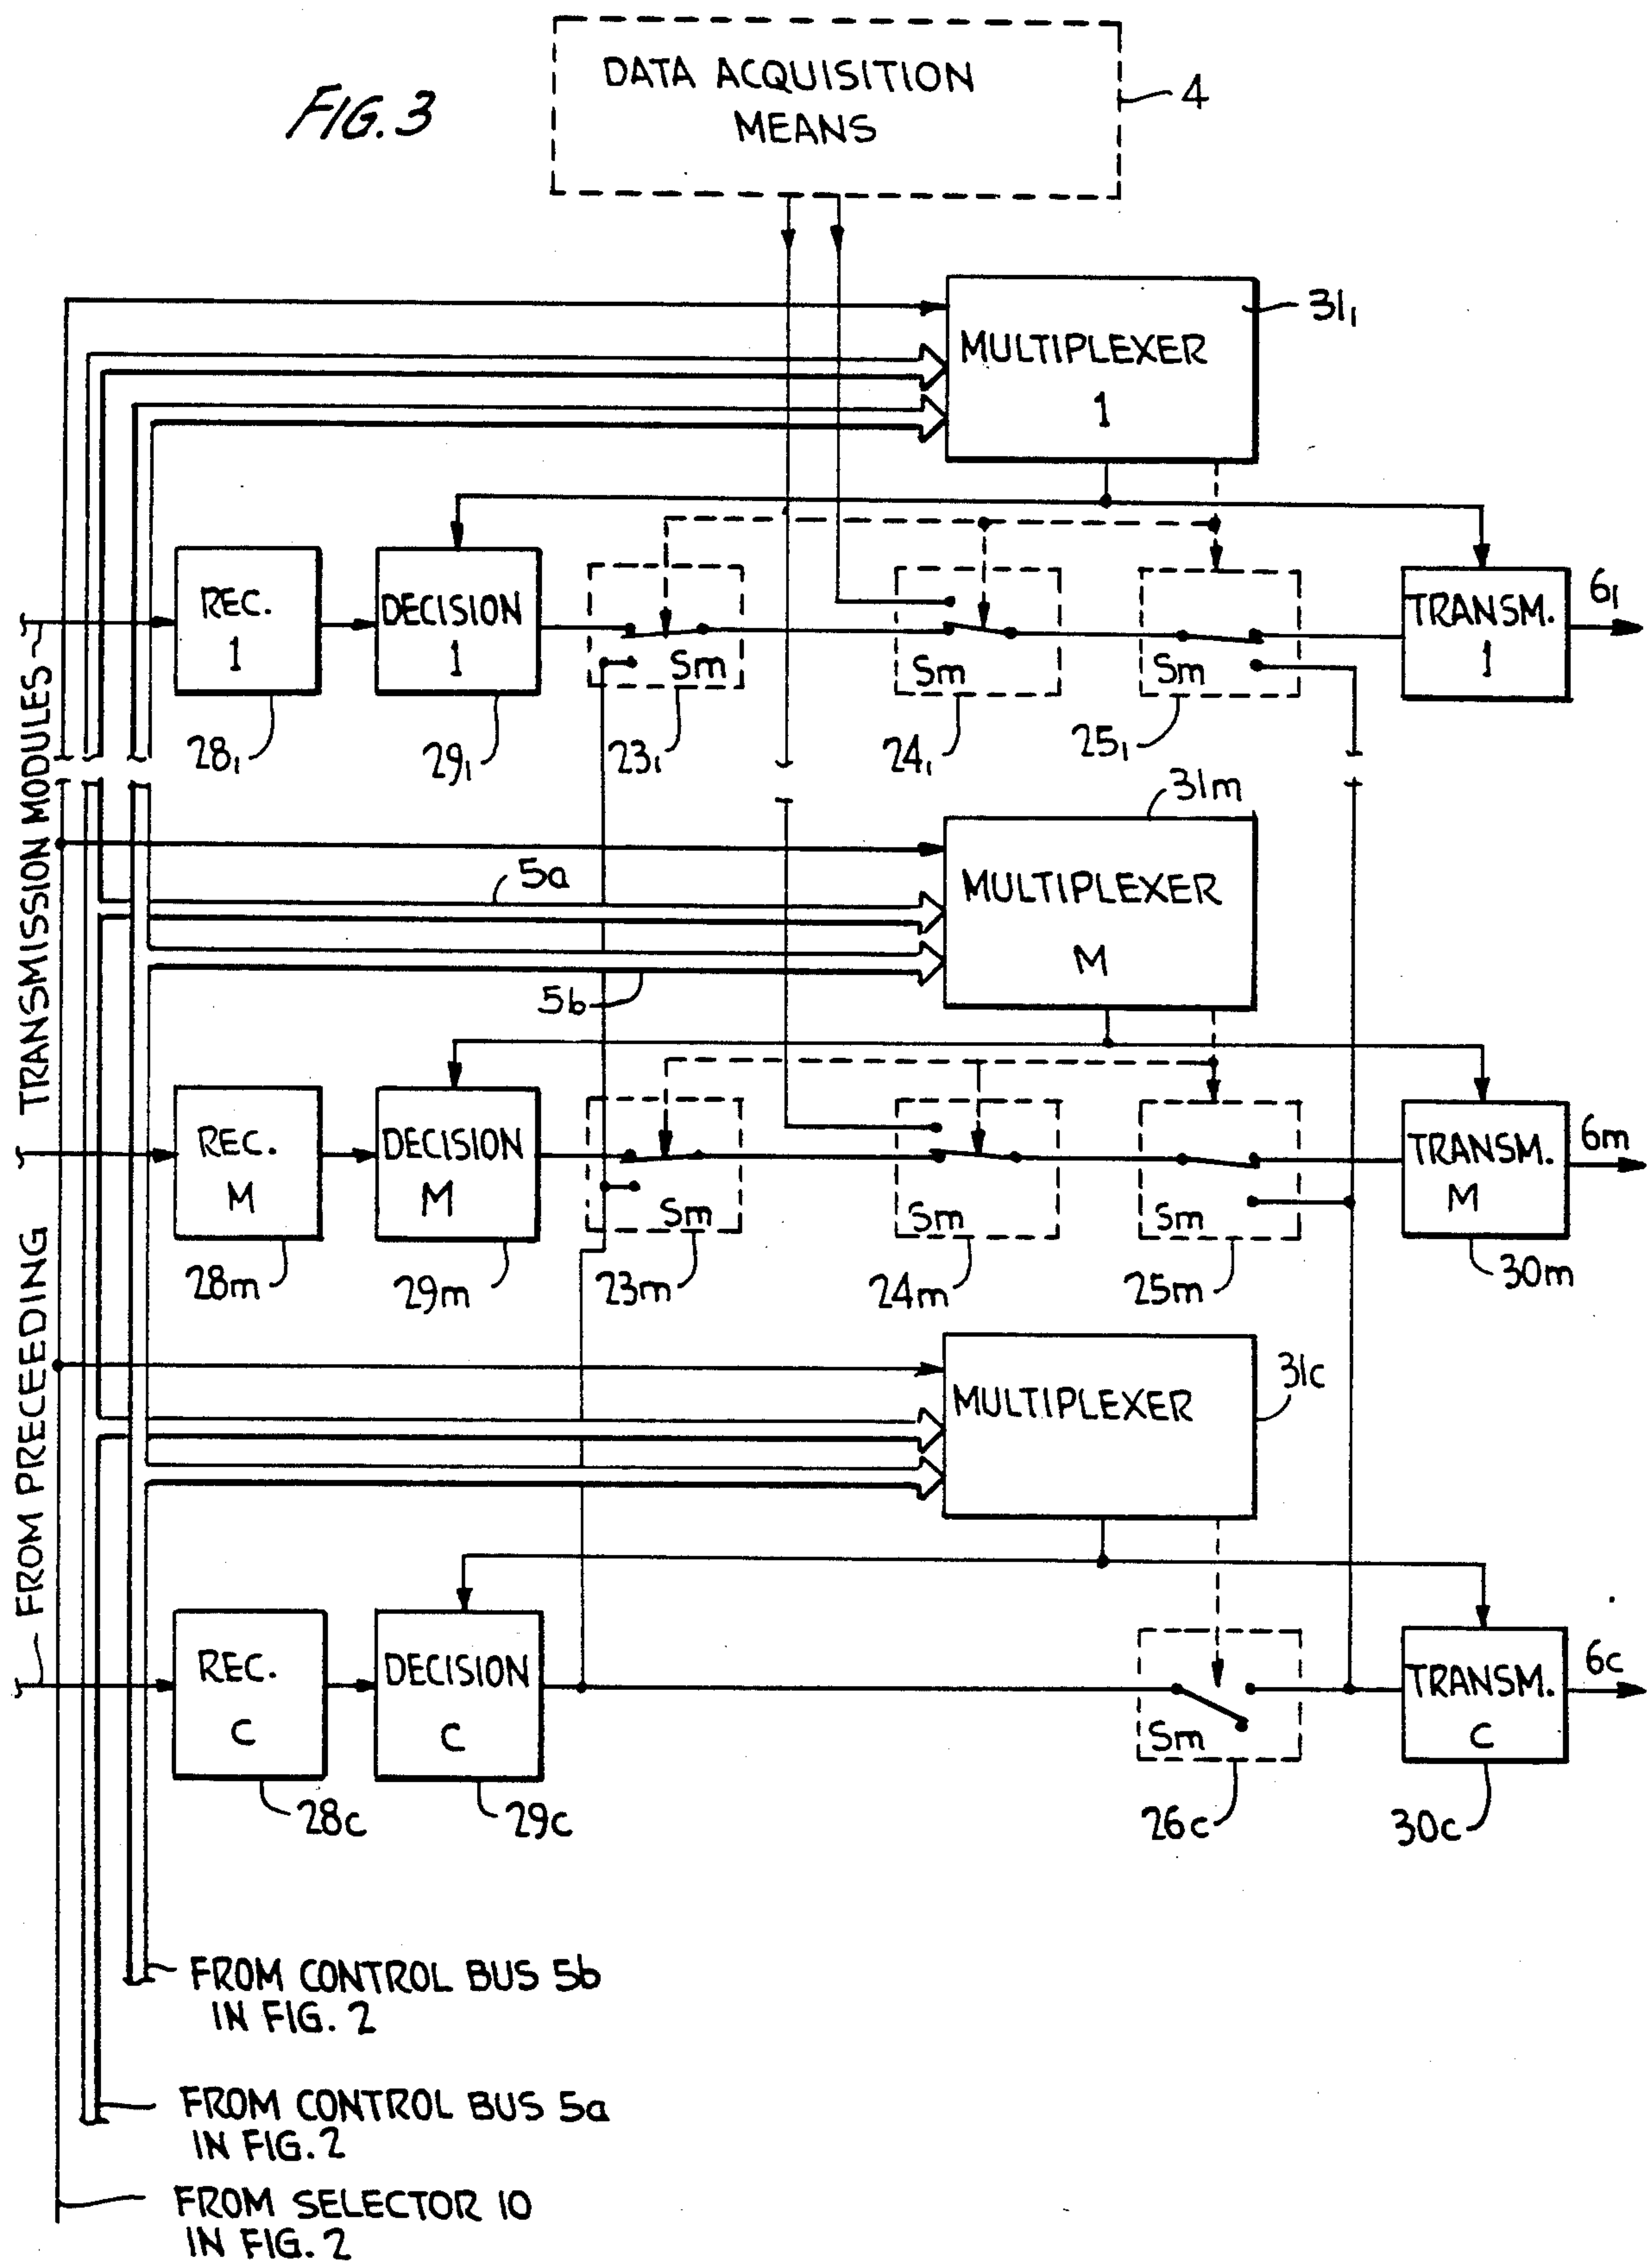 FIG. 3
DATA ACQUISITION
MEANS
4
MULTIPLEXER
1
31₁
REC.
1
DECISION
1
Sm
Sm
Sm
TRANSM.
1
6₁
28₁
29₁
23₁
24₁
25₁
FROM PRECEEDING TRANSMISSION MODULES
31m
MULTIPLEXER
M
5a
5b
REC.
M
DECISION
M
Sm
Sm
Sm
TRANSM.
M
6m
28m
29m
23m
24m
25m
30m
MULTIPLEXER
31c
REC.
C
DECISION
C
Sm
TRANSM.
C
6c
28c
29c
26c
30c
FROM CONTROL BUS 5b
IN FIG. 2
FROM CONTROL BUS 5a
IN FIG. 2
FROM SELECTOR 10
IN FIG. 2